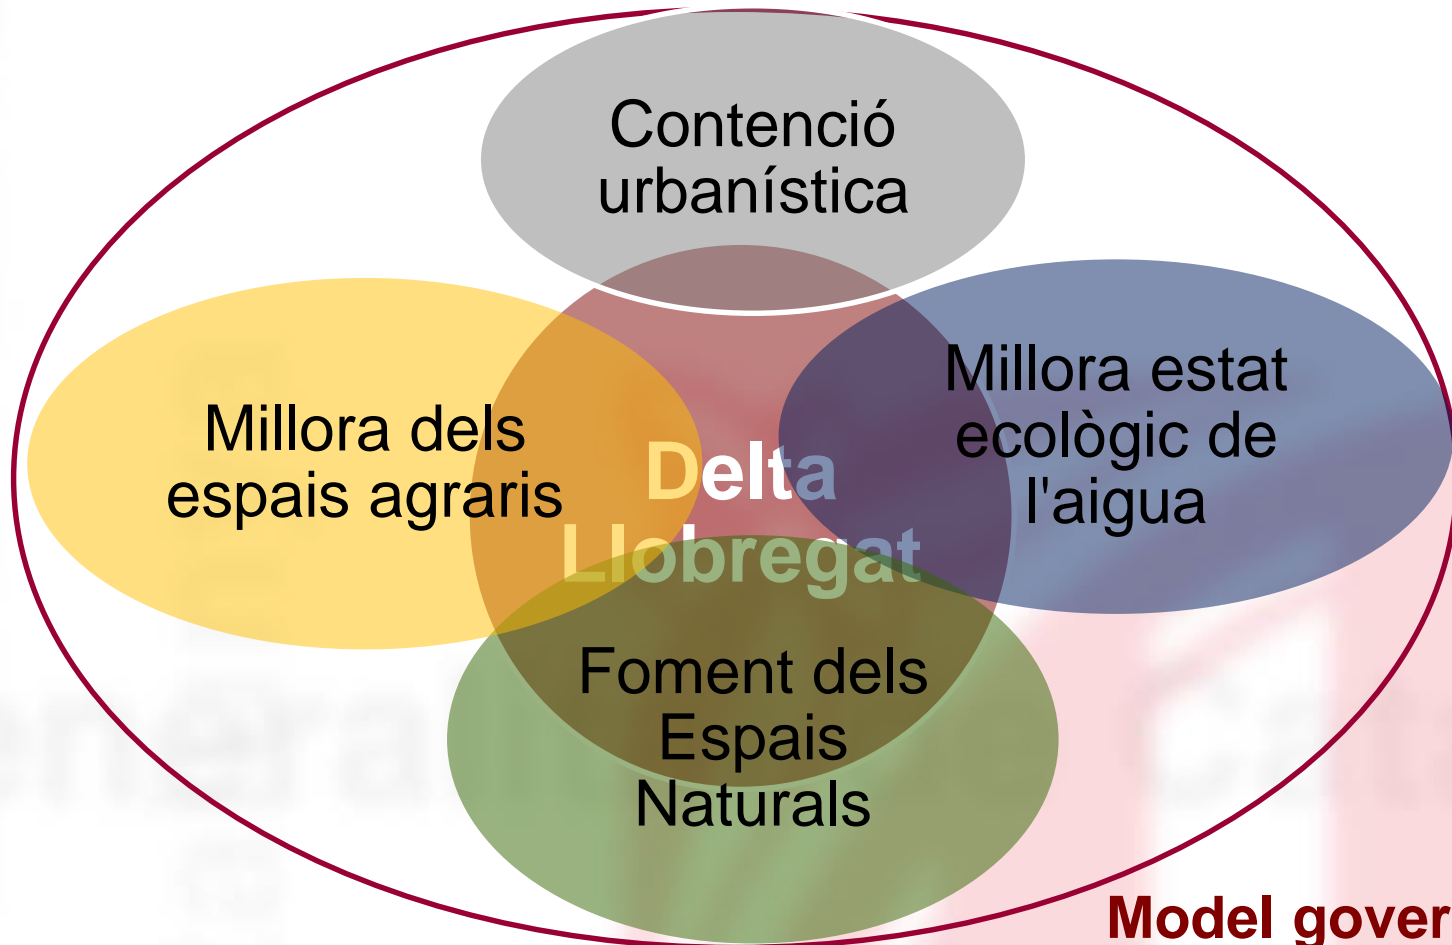 Contenció
urbanística
Millora dels
espais agraris
Millora estat
ecològic de
l'aigua
Delta
Llobregat
Foment dels
Espais
Naturals
Model gover